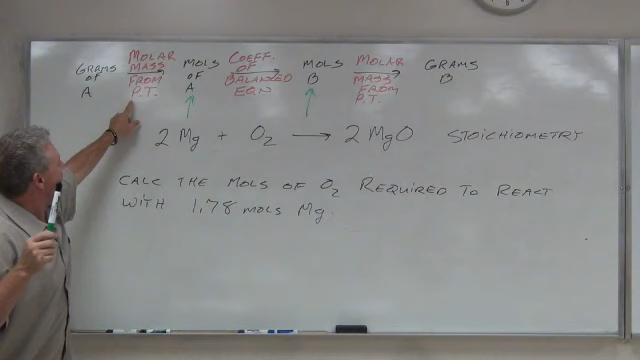 GRAMS OF A MOLAR MASS FROM P.T. MOLS OF A COEFF. OF BALANCED EQN MOLS B MOLAR MASS FROM P.T. GRAMS B
2 Mg + O₂ → 2 MgO STOICHIOMETRY
CALC THE MOLS OF O₂ REQUIRED TO REACT
WITH 1.78 MOLS Mg.